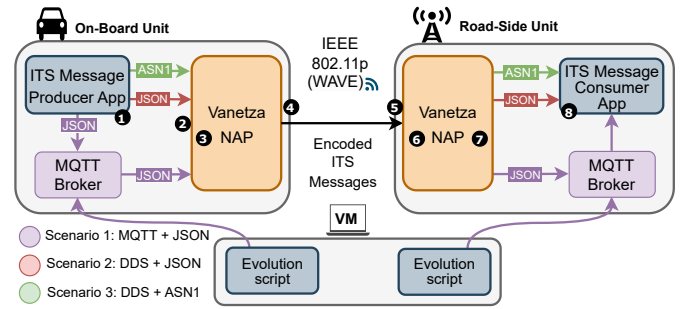 On-Board Unit
Road-Side Unit
IEEE
802.11p
(WAVE)
ITS Message
Producer App
ASN1
JSON
JSON
1
2
Vanetza
NAP
3
4
Encoded
ITS
Messages
5
Vanetza
NAP
6
7
ASN1
JSON
ITS Message
Consumer
App
8
MQTT
Broker
JSON
JSON
MQTT
Broker
VM
Scenario 1: MQTT + JSON
Scenario 2: DDS + JSON
Scenario 3: DDS + ASN1
Evolution
script
Evolution
script